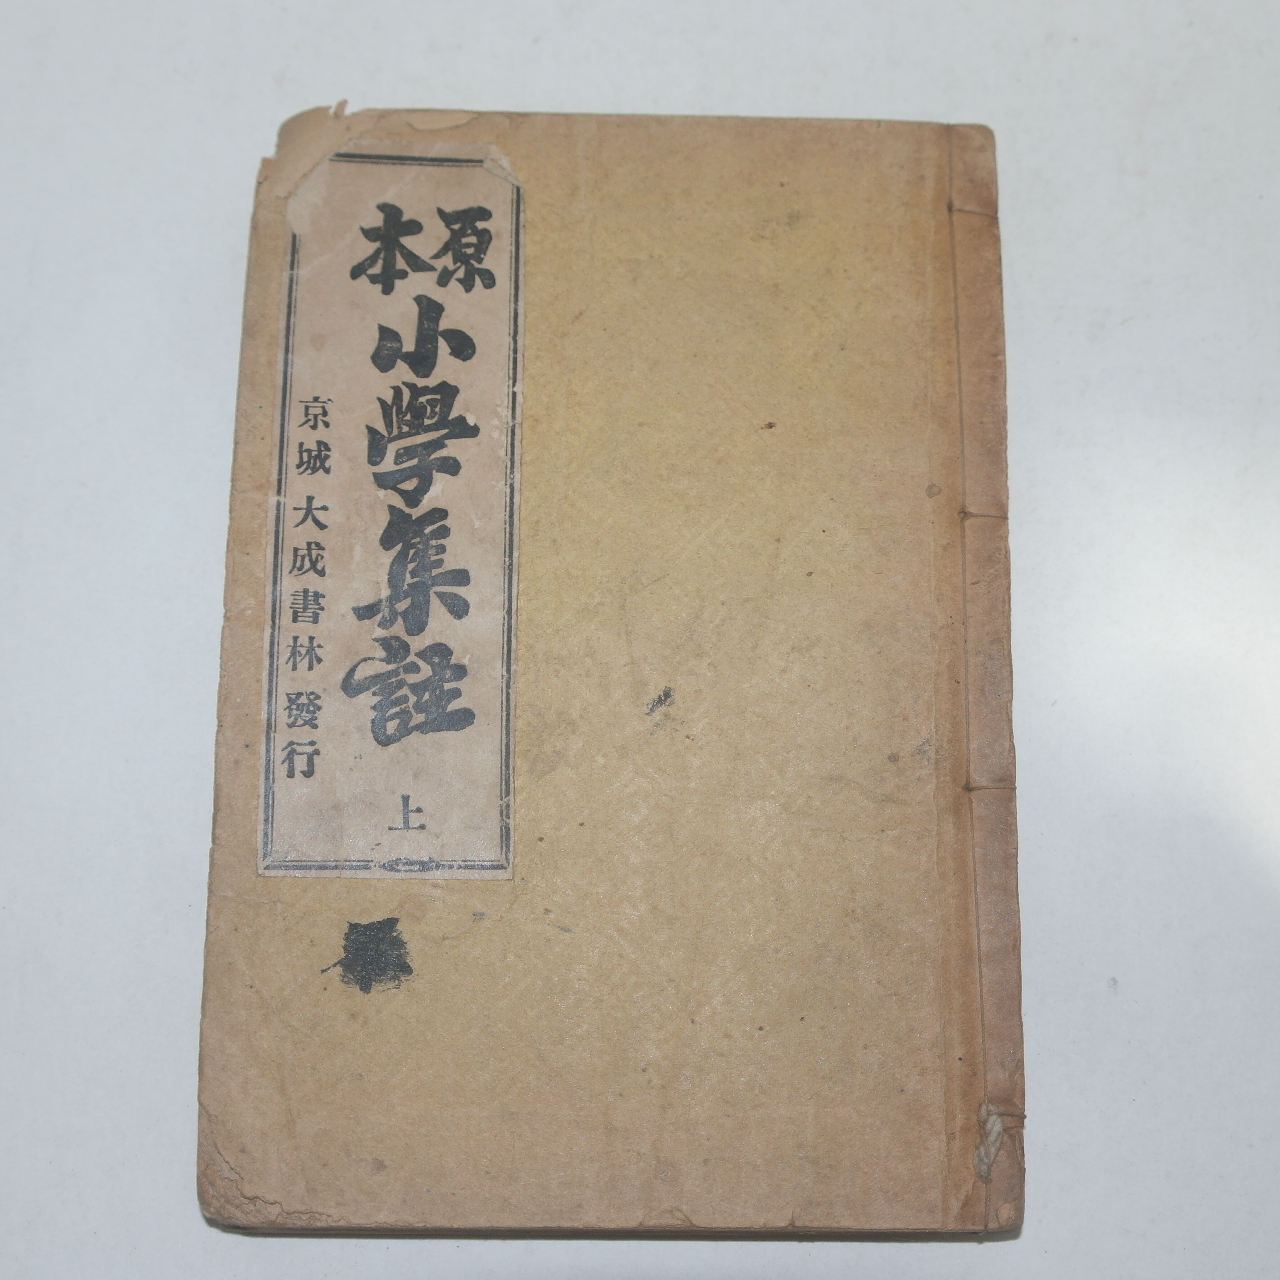 原本
小學集註 上
京城 大成書林 發行